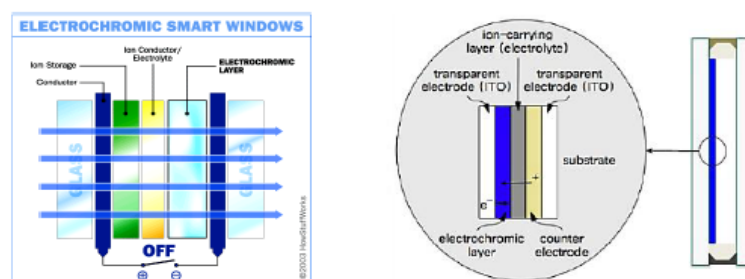 ELECTROCHROMIC SMART WINDOWS
Ion Conductor/
Electrolyte
Ion Storage
Conductor
ELECTROCHROMIC
LAYER
GLASS
GLASS
OFF
⊕ ⊖
©2003 HowStuffWorks
ion-carrying
layer (electrolyte)
transparent
electrode (ITO)
transparent
electrode (ITO)
substrate
+
e-
electrochromic
layer
counter
electrode